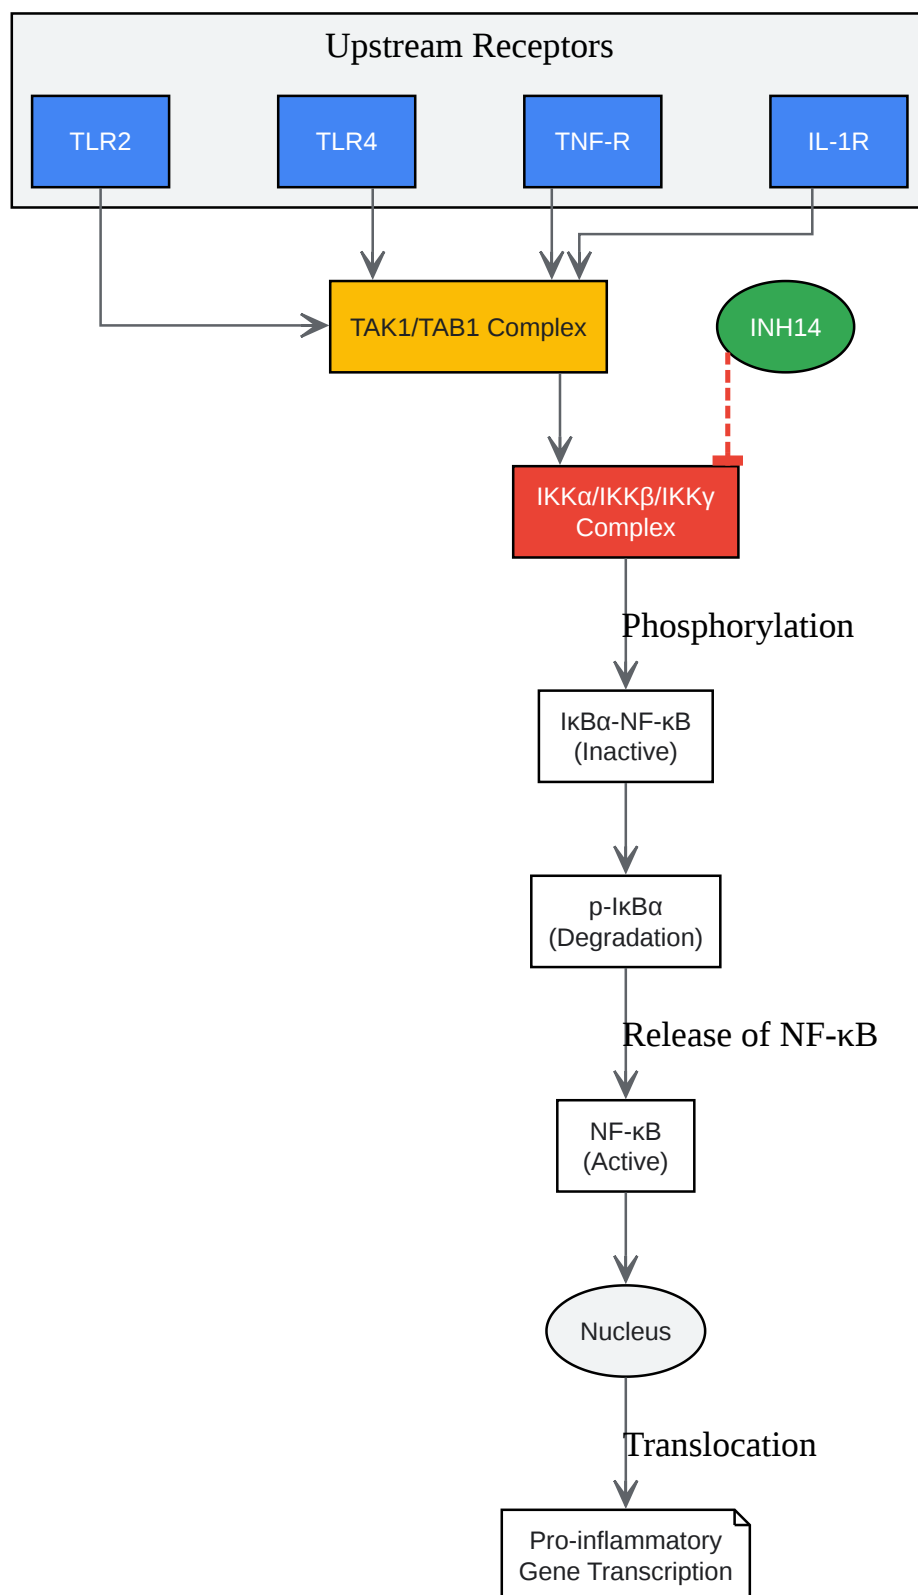 Upstream Receptors
TLR2
TLR4
TNF-R
IL-1R
TAK1/TAB1 Complex
INH14
IKKα/IKKβ/IKKγ
Complex
Phosphorylation
IκBα-NF-κB
(Inactive)
p-IκBα
(Degradation)
Release of NF-κB
NF-κB
(Active)
Nucleus
Translocation
Pro-inflammatory
Gene Transcription